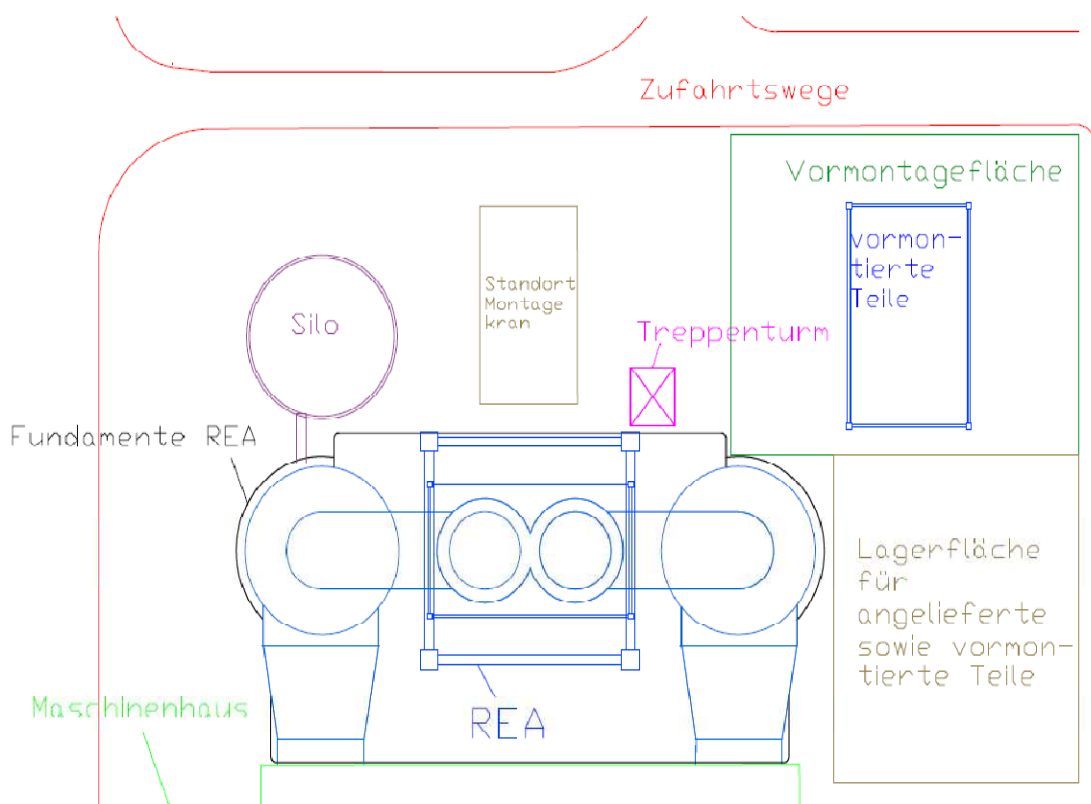 Zufahrtswege
Vormontagefläche
vormon-
tierte
Teile
Standort
Montage
kran
Silo
Treppenturm
Fundamente REA
Lagerfläche
für
angelieferte
sowie vormon-
tierte Teile
Maschinenhaus
REA